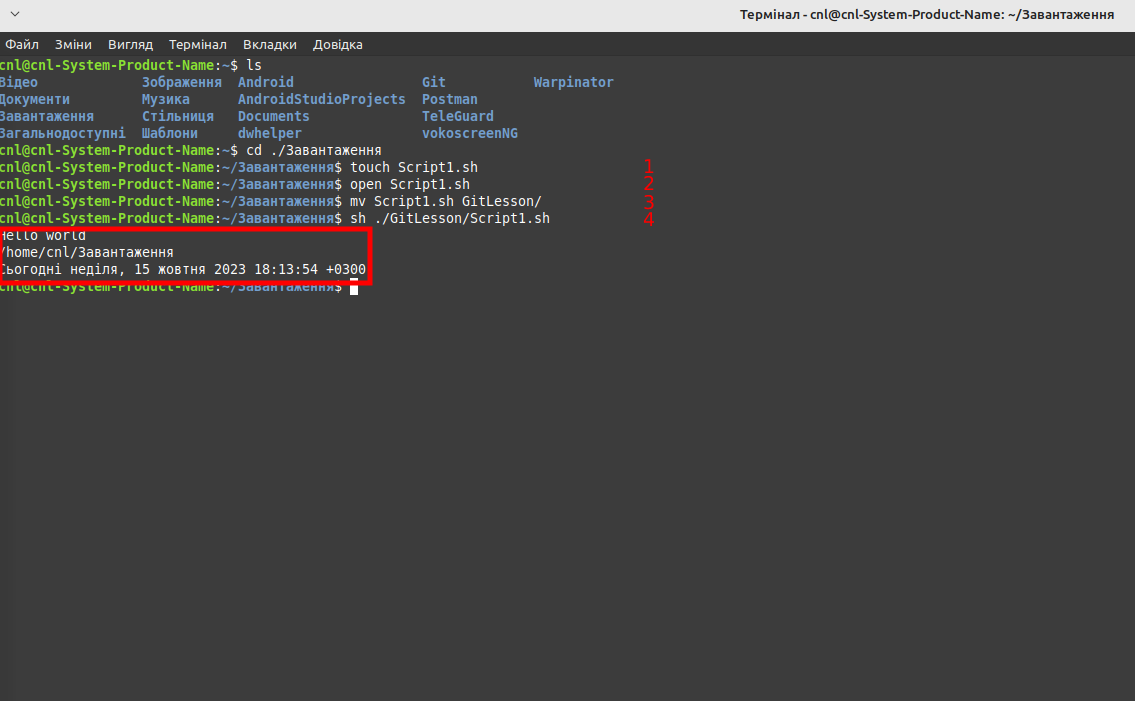 Термінал - cnl@cnl-System-Product-Name: ~/Завантаження
Файл Зміни Вигляд Термінал Вкладки Довідка
cnl@cnl-System-Product-Name:~$ ls
Відео Зображення Android Git Warpinator
Документи Музика AndroidStudioProjects Postman
Завантаження Стільниця Documents TeleGuard
Загальнодоступні Шаблони dwhelper vokoscreenNG
cnl@cnl-System-Product-Name:~$ cd ./Завантаження
cnl@cnl-System-Product-Name:~/Завантаження$ touch Script1.sh 1
cnl@cnl-System-Product-Name:~/Завантаження$ open Script1.sh 2
cnl@cnl-System-Product-Name:~/Завантаження$ mv Script1.sh GitLesson/ 3
cnl@cnl-System-Product-Name:~/Завантаження$ sh ./GitLesson/Script1.sh 4
Hello world
/home/cnl/Завантаження
Сьогодні неділя, 15 жовтня 2023 18:13:54 +0300
cnl@cnl-System-Product-Name:~/Завантаження$